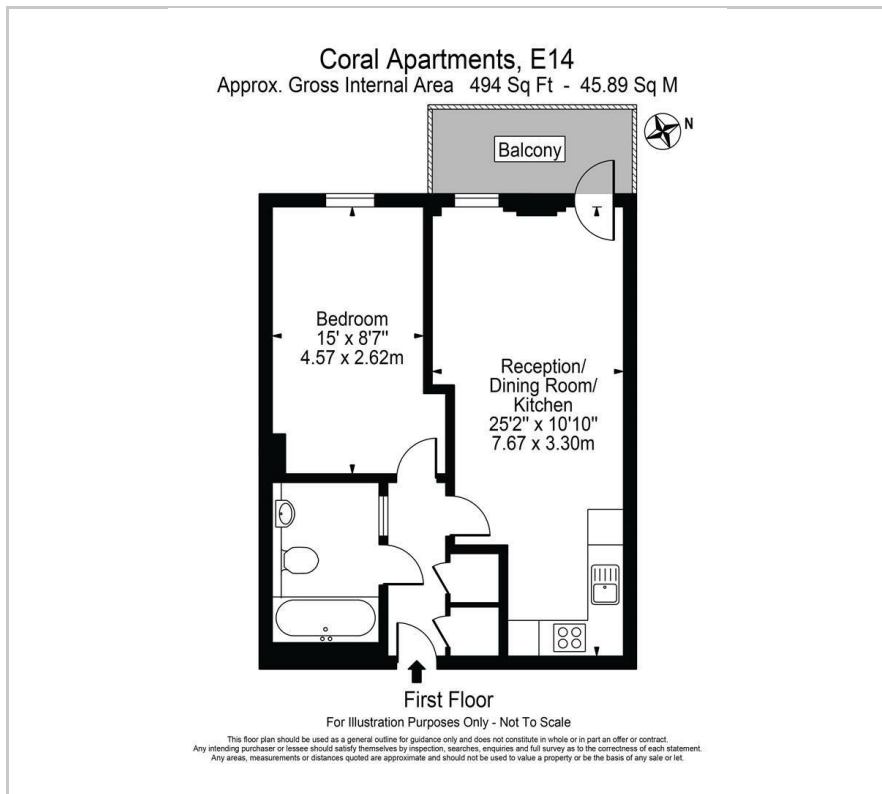 Coral Apartments, E14
Approx. Gross Internal Area 494 Sq Ft - 45.89 Sq M
N
Balcony
Bedroom
15' x 8'7"
4.57 x 2.62m
Reception/
Dining Room/
Kitchen
25'2" x 10'10"
7.67 x 3.30m
First Floor
For Illustration Purposes Only - Not To Scale
This floor plan should be used as a general outline for guidance only and does not constitute in whole or in part an offer or contract.
Any intending purchaser or lessee should satisfy themselves by inspection, searches, enquiries and full survey as to the correctness of each statement.
Any areas, measurements or distances quoted are approximate and should not be used to value a property or be the basis of any sale or let.